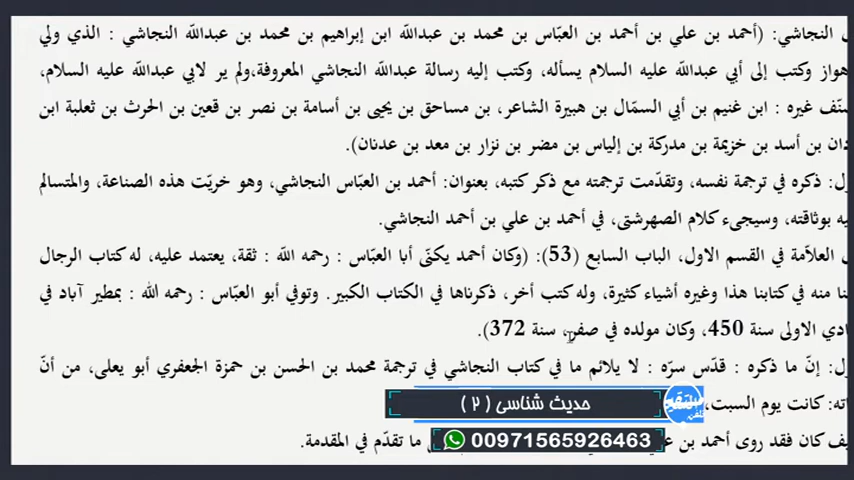 النجاشي: (أحمد بن علي بن أحمد بن العبّاس بن محمد بن عبدالله ابن إبراهيم بن محمد بن عبدالله النجاشي : الذي ولي
وكتب إلى أبي عبدالله عليه السلام يسأله، وكتب إليه رسالة عبدالله النجاشي المعروفة،ولم ير لابي عبدالله عليه السلام،
غيره : ابن غنيم بن أبي السمّال بن هبيرة الشاعر، بن مساحق بن يحيى بن أسامة بن نصر بن قعين بن الحرث بن ثعلبة ابن
بن أسد بن خزيمة بن مدركة بن إلياس بن مضر بن نزار بن معد بن عدنان).
ذكره في ترجمة نفسه، وتقدّمت ترجمته مع ذكر كتبه، بعنوان: أحمد بن العبّاس النجاشي، وهو خريّت هذه الصناعة، والمتسالم
بوثاقته، وسيجىء كلام الصهرشتى، في أحمد بن علي بن أحمد النجاشي.
العلاّمة في القسم الاول، الباب السابع (53): (وكان أحمد يكنّى أبا العبّاس : رحمه الله : ثقة، يعتمد عليه، له كتاب الرجال
منه في كتابنا هذا وغيره أشياء كثيرة، وله كتب أخر، ذكرناها في الكتاب الكبير. وتوفي أبو العبّاس : رحمه الله : بمطير آباد في
الاولى سنة 450، وكان مولده في صفر، سنة 372).
إنّ ما ذكره : قدّس سرّه : لا يلائم ما في كتاب النجاشي في ترجمة محمد بن الحسن بن حمزة الجعفري أبو يعلى، من أنّ
كانت يوم السبت،
حدیث شناسی ( ۲ )
كان فقد روى أحمد بن
ما تقدّم في المقدمة.
00971565926463